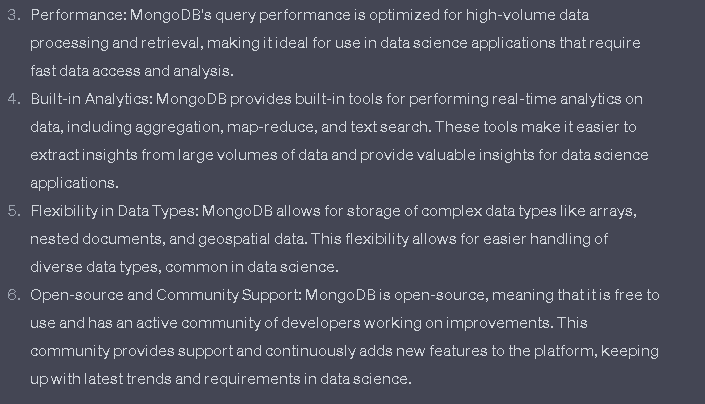 3. Performance: MongoDB's query performance is optimized for high-volume data
processing and retrieval, making it ideal for use in data science applications that require
fast data access and analysis.
4. Built-in Analytics: MongoDB provides built-in tools for performing real-time analytics on
data, including aggregation, map-reduce, and text search. These tools make it easier to
extract insights from large volumes of data and provide valuable insights for data science
applications.
5. Flexibility in Data Types: MongoDB allows for storage of complex data types like arrays,
nested documents, and geospatial data. This flexibility allows for easier handling of
diverse data types, common in data science.
6. Open-source and Community Support: MongoDB is open-source, meaning that it is free to
use and has an active community of developers working on improvements. This
community provides support and continuously adds new features to the platform, keeping
up with latest trends and requirements in data science.